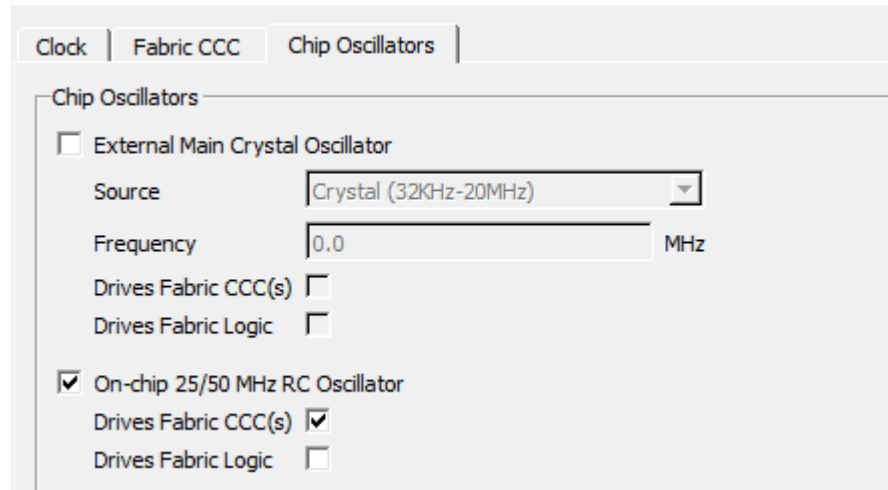 Clock Fabric CCC Chip Oscillators
Chip Oscillators
External Main Crystal Oscillator
Source Crystal (32KHz-20MHz)
Frequency 0.0 MHz
Drives Fabric CCC(s)
Drives Fabric Logic
On-chip 25/50 MHz RC Oscillator
Drives Fabric CCC(s)
Drives Fabric Logic